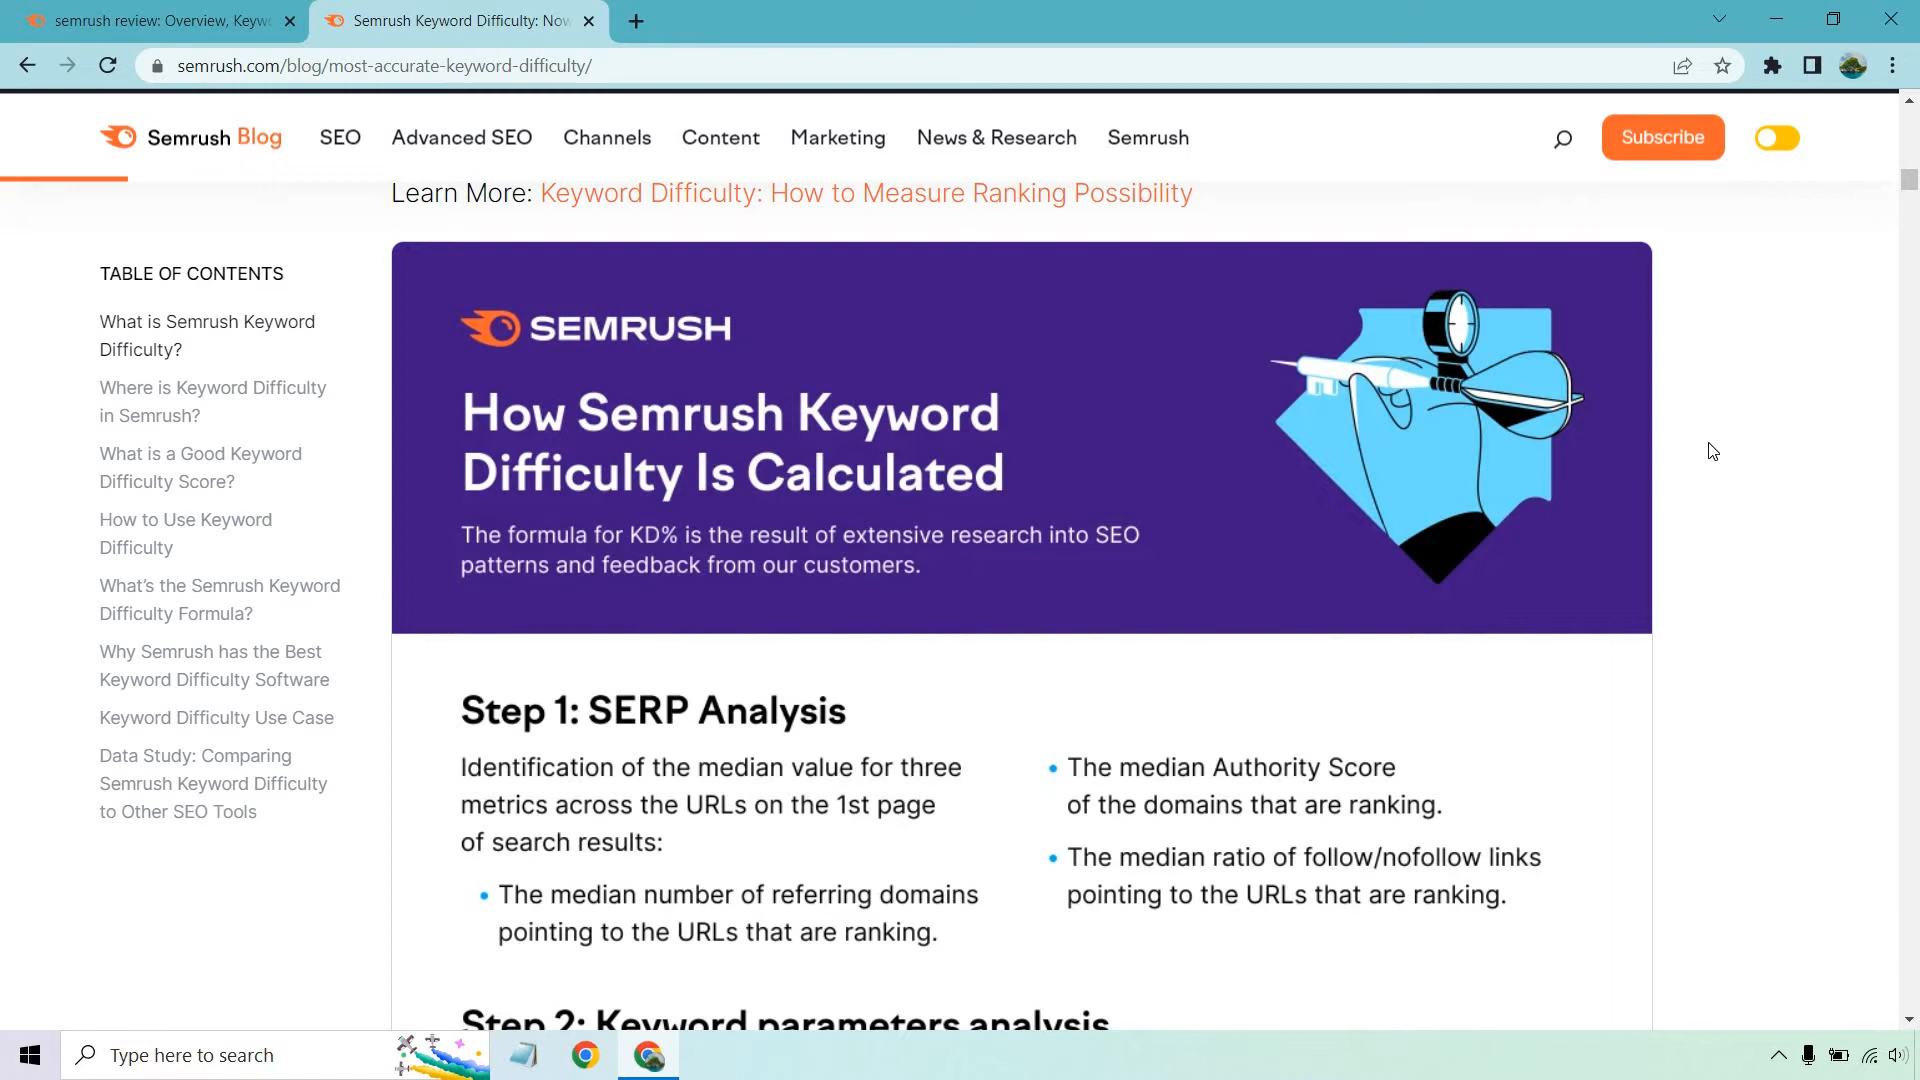 semrush review: Overview, Keyw
Semrush Keyword Difficulty: Now
semrush.com/blog/most-accurate-keyword-difficulty/
Semrush Blog
SEO
Advanced SEO
Channels
Content
Marketing
News & Research
Semrush
Subscribe
Learn More: Keyword Difficulty: How to Measure Ranking Possibility
TABLE OF CONTENTS
What is Semrush Keyword
Difficulty?
Where is Keyword Difficulty
in Semrush?
What is a Good Keyword
Difficulty Score?
How to Use Keyword
Difficulty
What's the Semrush Keyword
Difficulty Formula?
Why Semrush has the Best
Keyword Difficulty Software
Keyword Difficulty Use Case
Data Study: Comparing
Semrush Keyword Difficulty
to Other SEO Tools
SEMRUSH
How Semrush Keyword
Difficulty Is Calculated
The formula for KD% is the result of extensive research into SEO
patterns and feedback from our customers.
Step 1: SERP Analysis
Identification of the median value for three
metrics across the URLs on the 1st page
of search results:
• The median number of referring domains
pointing to the URLs that are ranking.
• The median Authority Score
of the domains that are ranking.
• The median ratio of follow/nofollow links
pointing to the URLs that are ranking.
Step 2: Keyword parameters analysis
Type here to search